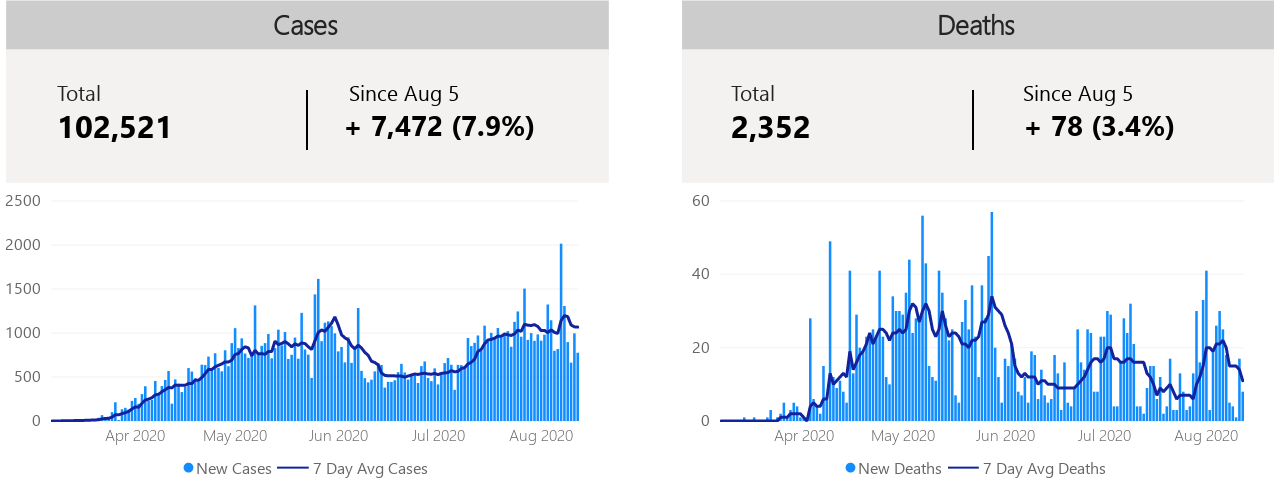 Cases
Total
Since Aug 5
102,521
+ 7,472 (7.9%)
2500
2000
1500
1000
500
0
Apr 2020 May 2020 Jun 2020 Jul 2020 Aug 2020
New Cases 7 Day Avg Cases
Deaths
Total
Since Aug 5
2,352
+ 78 (3.4%)
60
40
20
0
Apr 2020 May 2020 Jun 2020 Jul 2020 Aug 2020
New Deaths 7 Day Avg Deaths